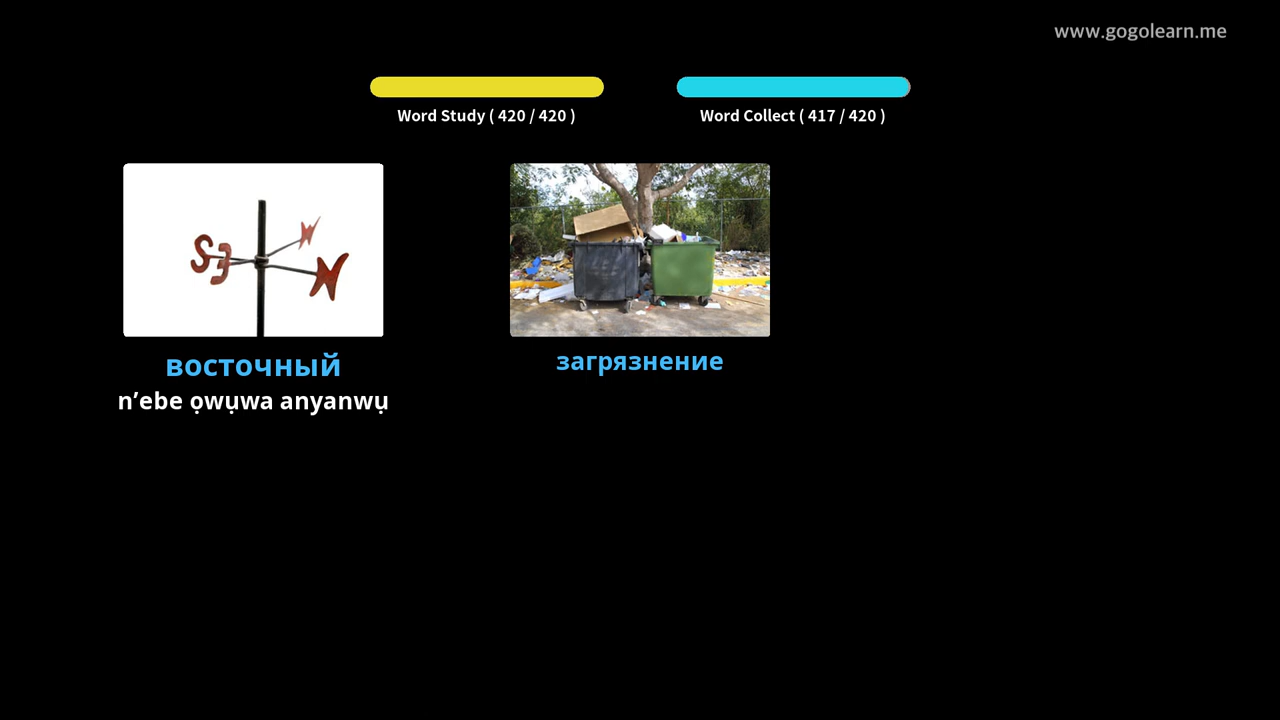 www.gogolearn.me
Word Study ( 420 / 420 )
Word Collect ( 417 / 420 )
S
E
N
восточный
загрязнение
n’ebe ọwụwa anyanwụ